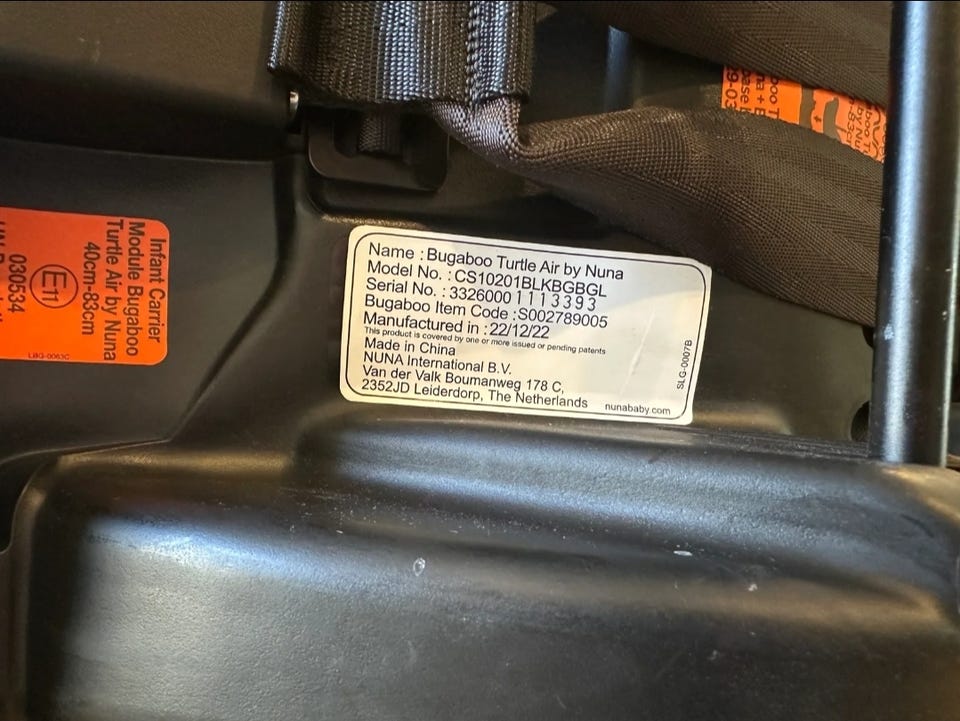 Name : Bugaboo Turtle Air by Nuna
Model No. : CS10201BLKBGBGL
Serial No. : 3326000 1113393
Bugaboo Item Code :S002789005
Manufactured in :22/12/22
This product is covered by one or more issued or pending patents
Made in China
NUNA International B.V.
Van der Valk Boumanweg 178 C,
2352JD Leiderdorp, The Netherlands
nunababy.com
SLG-0007B
Infant Carrier
Module Bugaboo
Turtle Air by Nuna
40cm-83cm
E11
030534
LBG-0063C